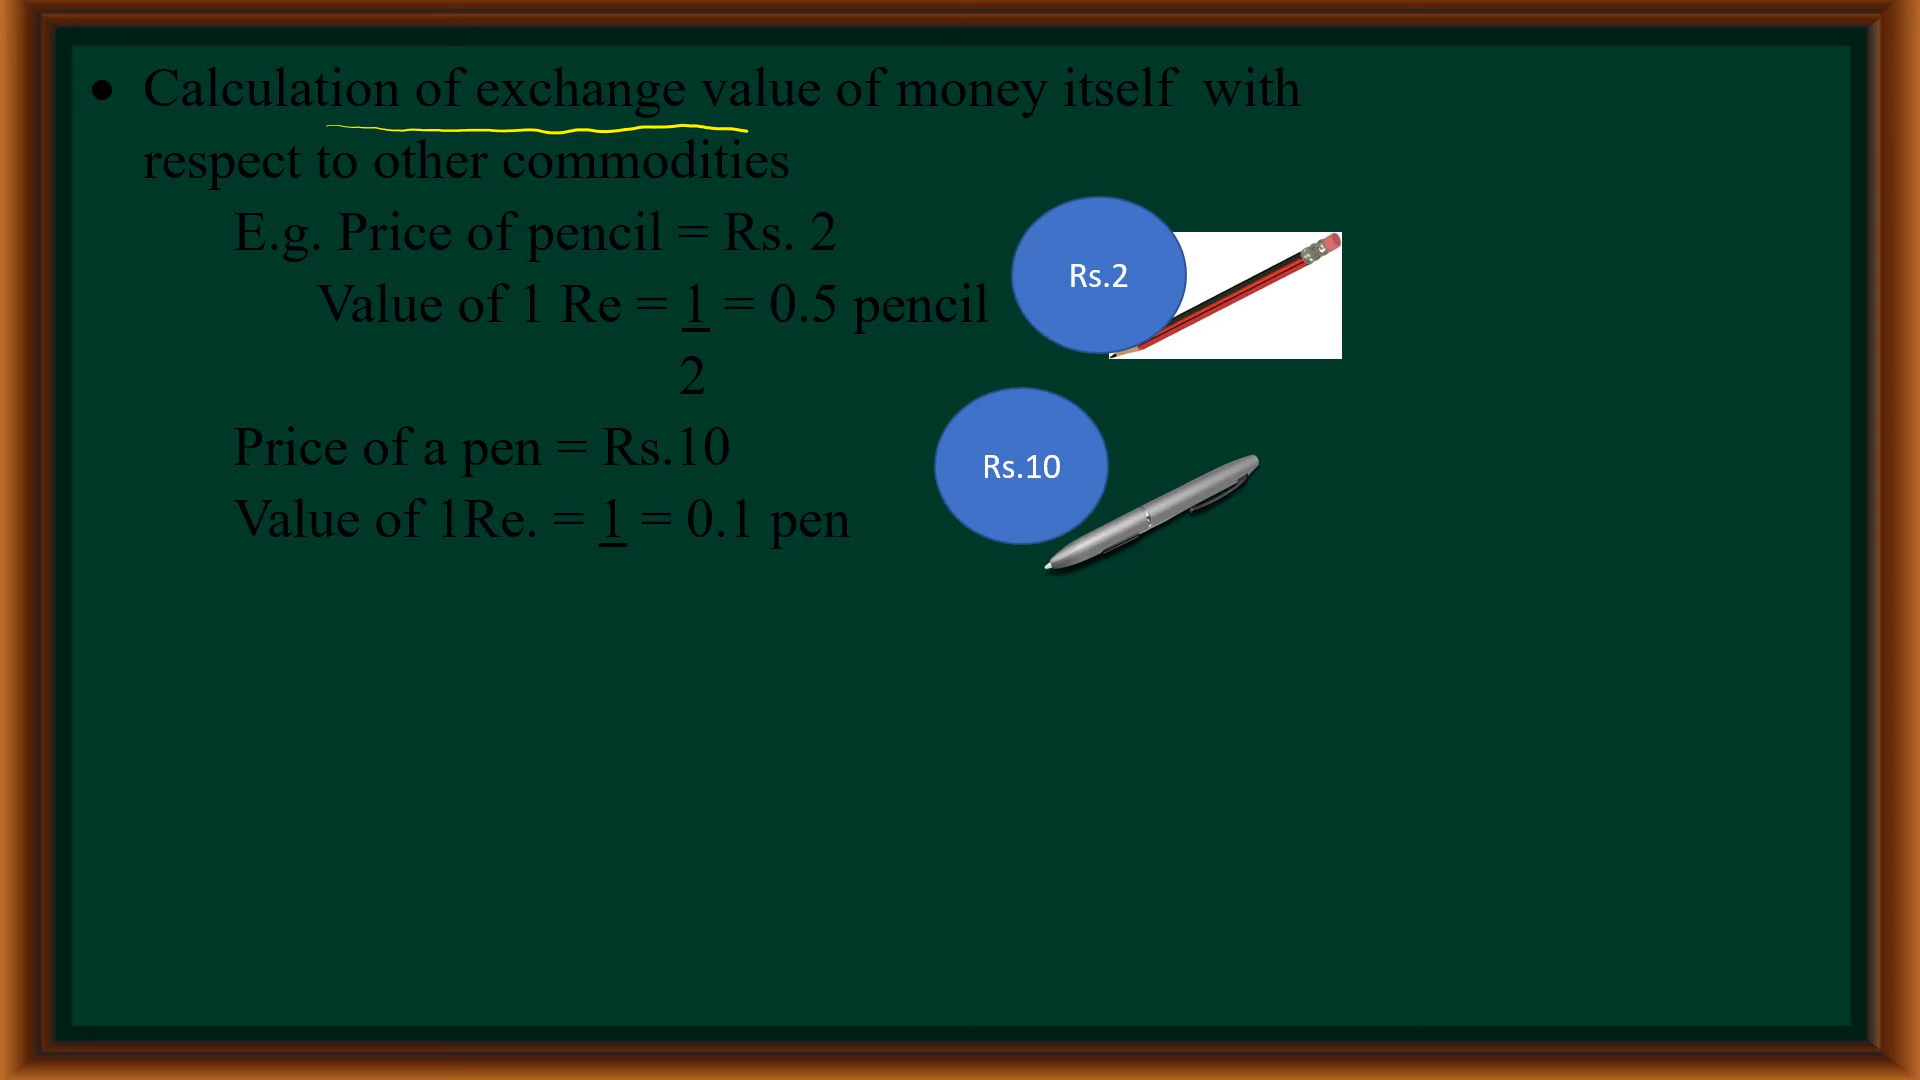 • Calculation of exchange value of money itself with
respect to other commodities
E.g. Price of pencil = Rs. 2
Value of 1 Re = 1 = 0.5 pencil
2
Rs.2
Price of a pen = Rs.10
Value of 1Re. = 1 = 0.1 pen
Rs.10